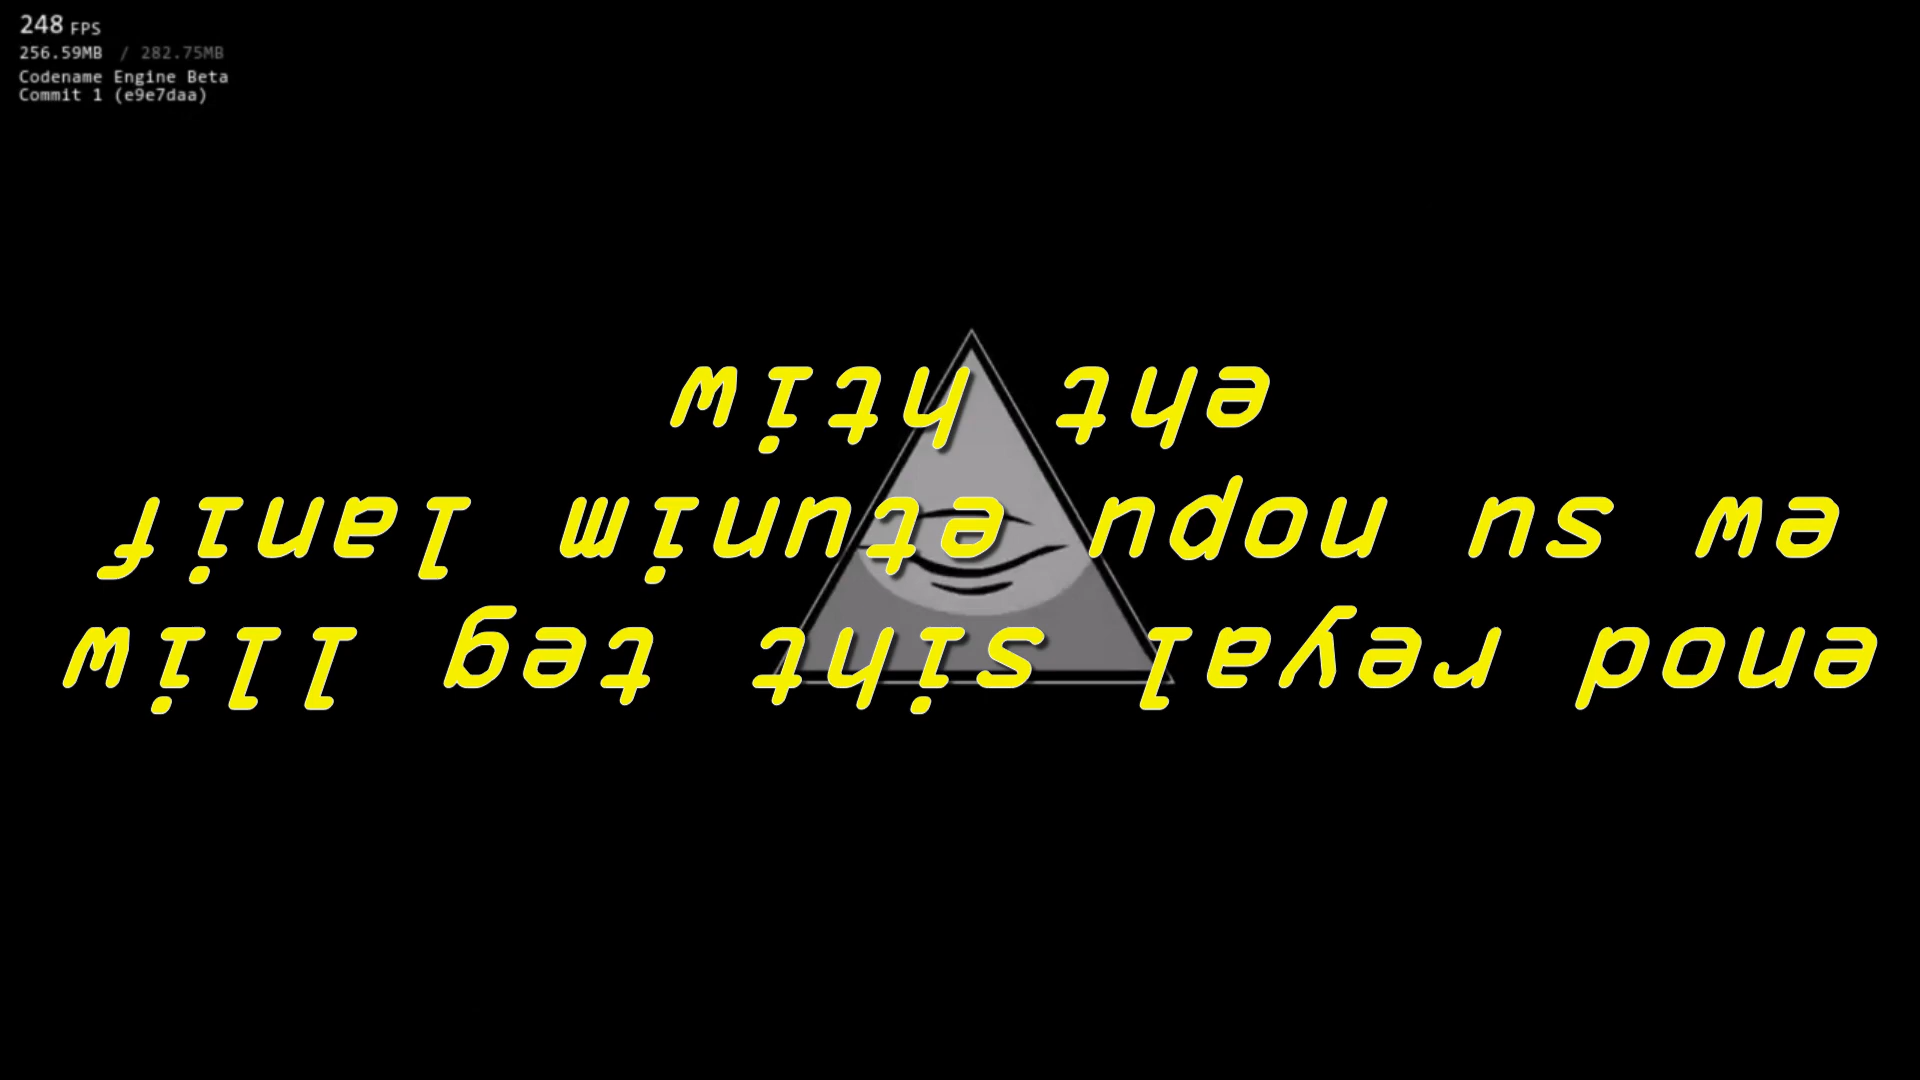 248 FPS
256.59MB / 282.75MB
Codename Engine Beta
Commit 1 (e9e7daa)
with the
final minute upon us we
will get this layer done